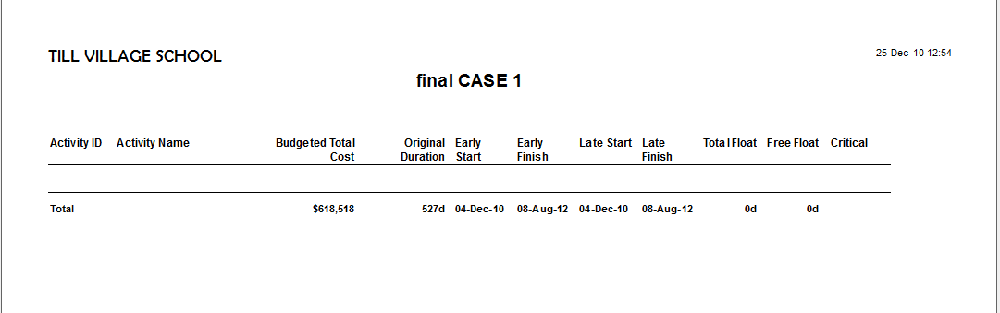 TILL VILLAGE SCHOOL
25-Dec-10 12:54
final CASE 1
Activity ID Activity Name Budgeted Total Original Early Early Late Start Late Total Float Free Float Critical
Cost Duration Start Finish Finish
Total $618,518 527d 04-Dec-10 08-Aug-12 04-Dec-10 08-Aug-12 0d 0d